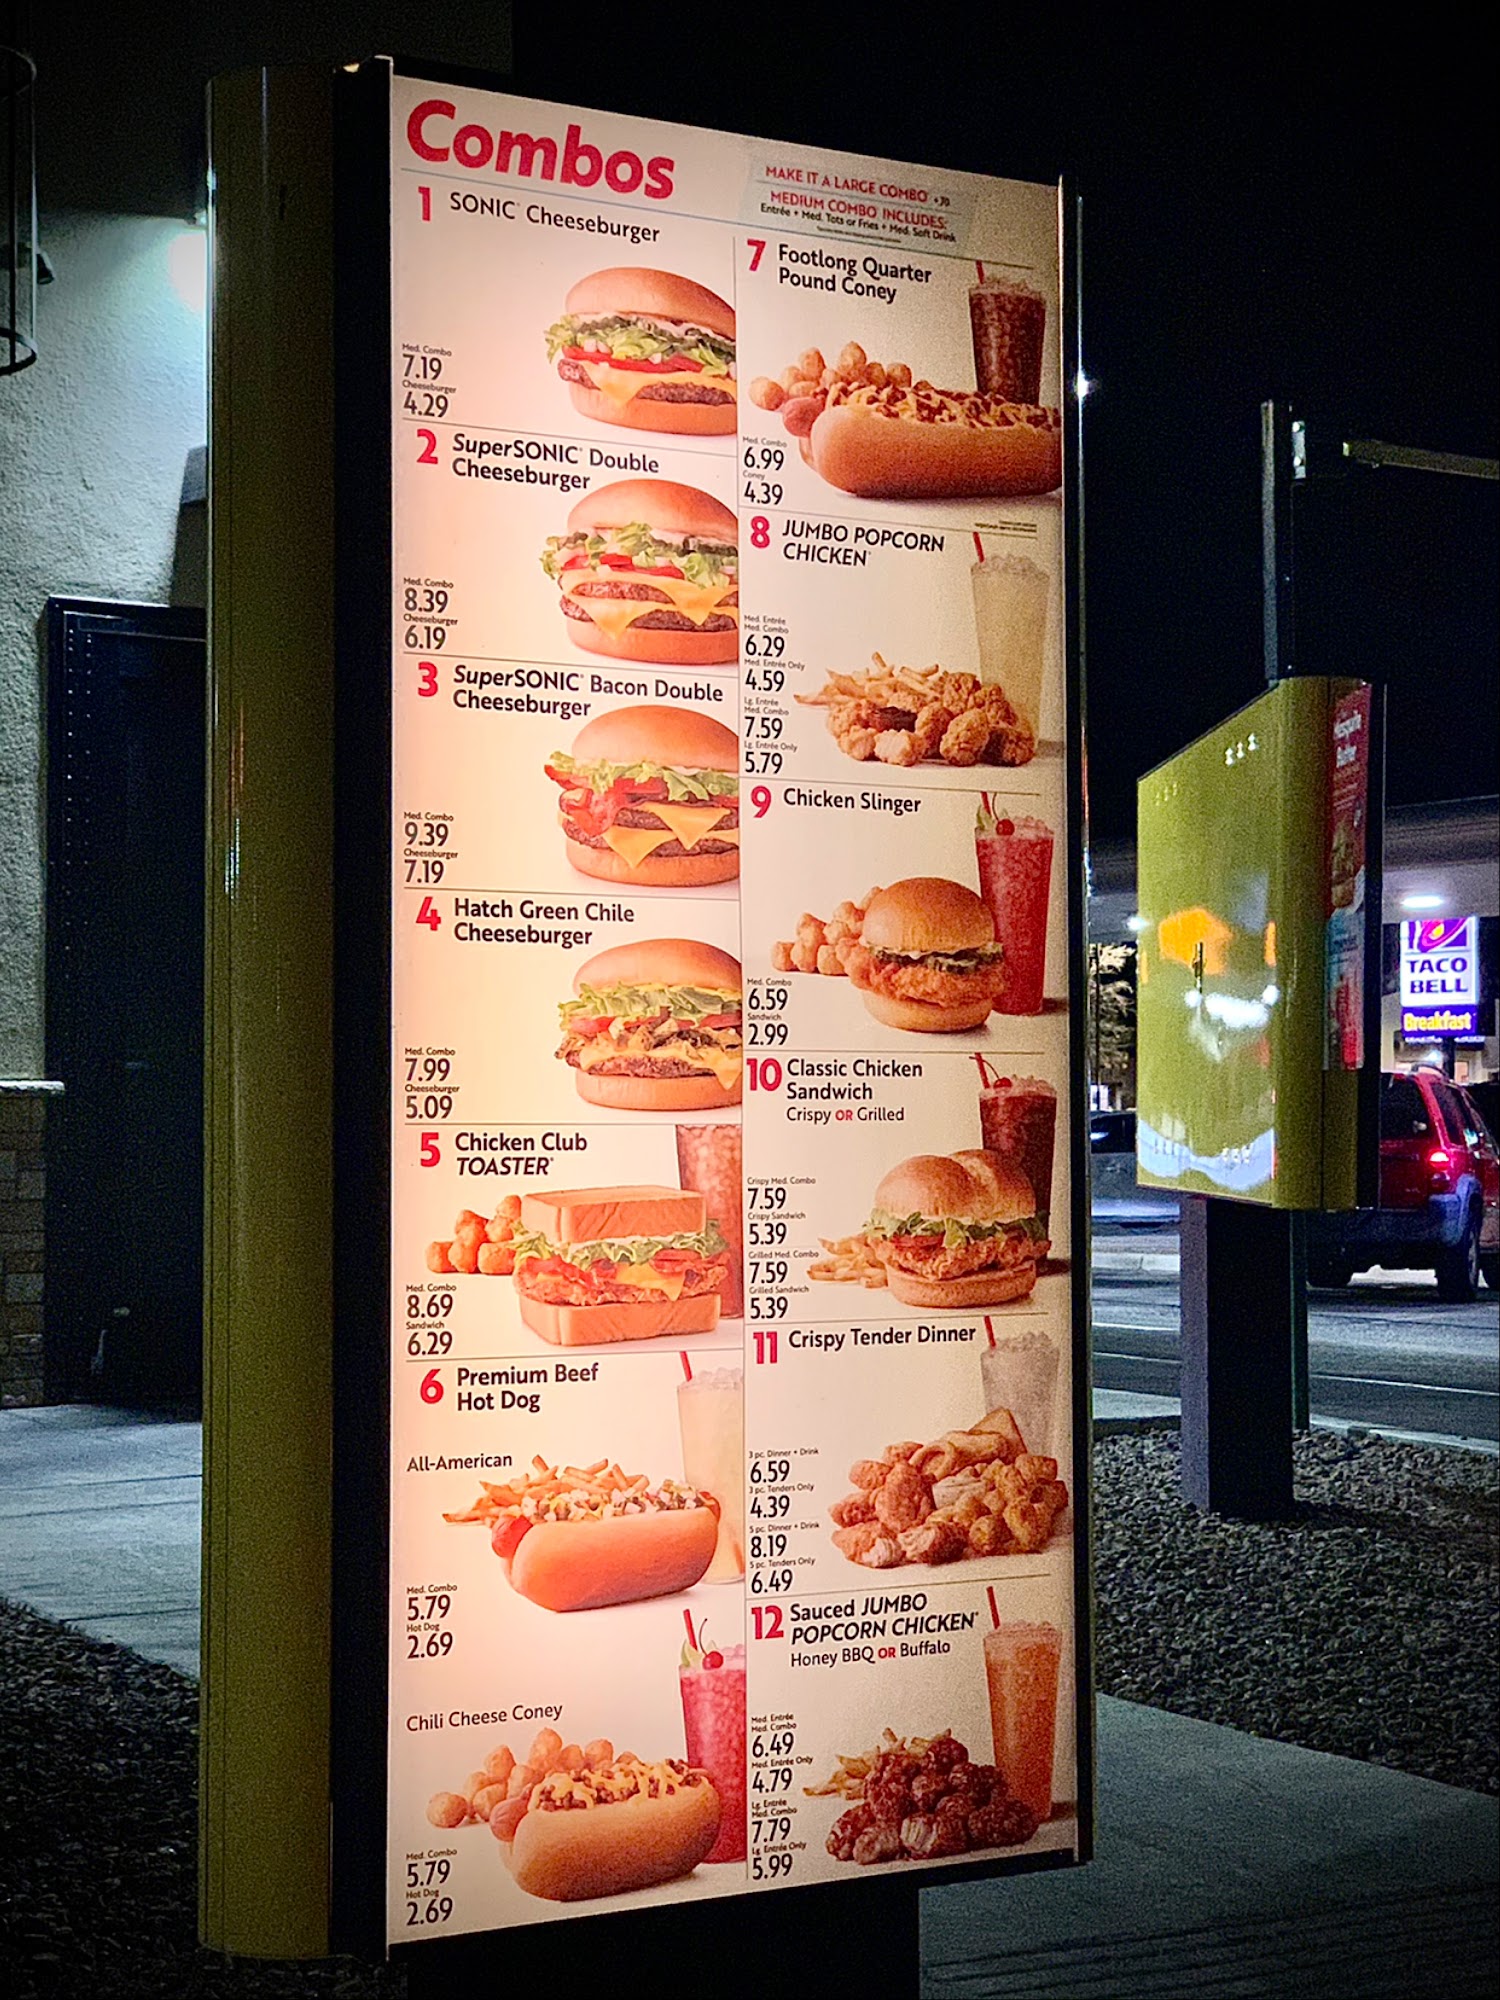 Combos
MAKE IT A LARGE COMBO +.70
MEDIUM COMBO INCLUDES:
Entrée + Med. Tots or Fries + Med. Soft Drink
1 SONIC® Cheeseburger
Med. Combo
7.19
Cheeseburger
4.29
2 SuperSONIC® Double
Cheeseburger
Med. Combo
8.39
Cheeseburger
6.19
3 SuperSONIC® Bacon Double
Cheeseburger
Med. Combo
9.39
Cheeseburger
7.19
4 Hatch Green Chile
Cheeseburger
Med. Combo
7.99
Cheeseburger
5.09
5 Chicken Club
TOASTER®
Med. Combo
8.69
Sandwich
6.29
6 Premium Beef
Hot Dog
All-American
Med. Combo
5.79
Hot Dog
2.69
Chili Cheese Coney
Med. Combo
5.79
Hot Dog
2.69
7 Footlong Quarter
Pound Coney
Med. Combo
6.99
Coney
4.39
8 JUMBO POPCORN
CHICKEN®
Med. Entrée
Med. Combo
6.29
Med. Entrée Only
4.59
Lg. Entrée
Med. Combo
7.59
Lg. Entrée Only
5.79
9 Chicken Slinger
Med. Combo
6.59
Sandwich
2.99
10 Classic Chicken
Sandwich
Crispy OR Grilled
Crispy Med. Combo
7.59
Crispy Sandwich
5.39
Grilled Med. Combo
7.59
Grilled Sandwich
5.39
11 Crispy Tender Dinner
3 pc. Dinner + Drink
6.59
3 pc. Tenders Only
4.39
5 pc. Dinner + Drink
8.19
5 pc. Tenders Only
6.49
12 Sauced JUMBO
POPCORN CHICKEN®
Honey BBQ OR Buffalo
Med. Entrée
Med. Combo
6.49
Med. Entrée Only
4.79
Lg. Entrée
Med. Combo
7.79
Lg. Entrée Only
5.99
TACO
BELL
Breakfast